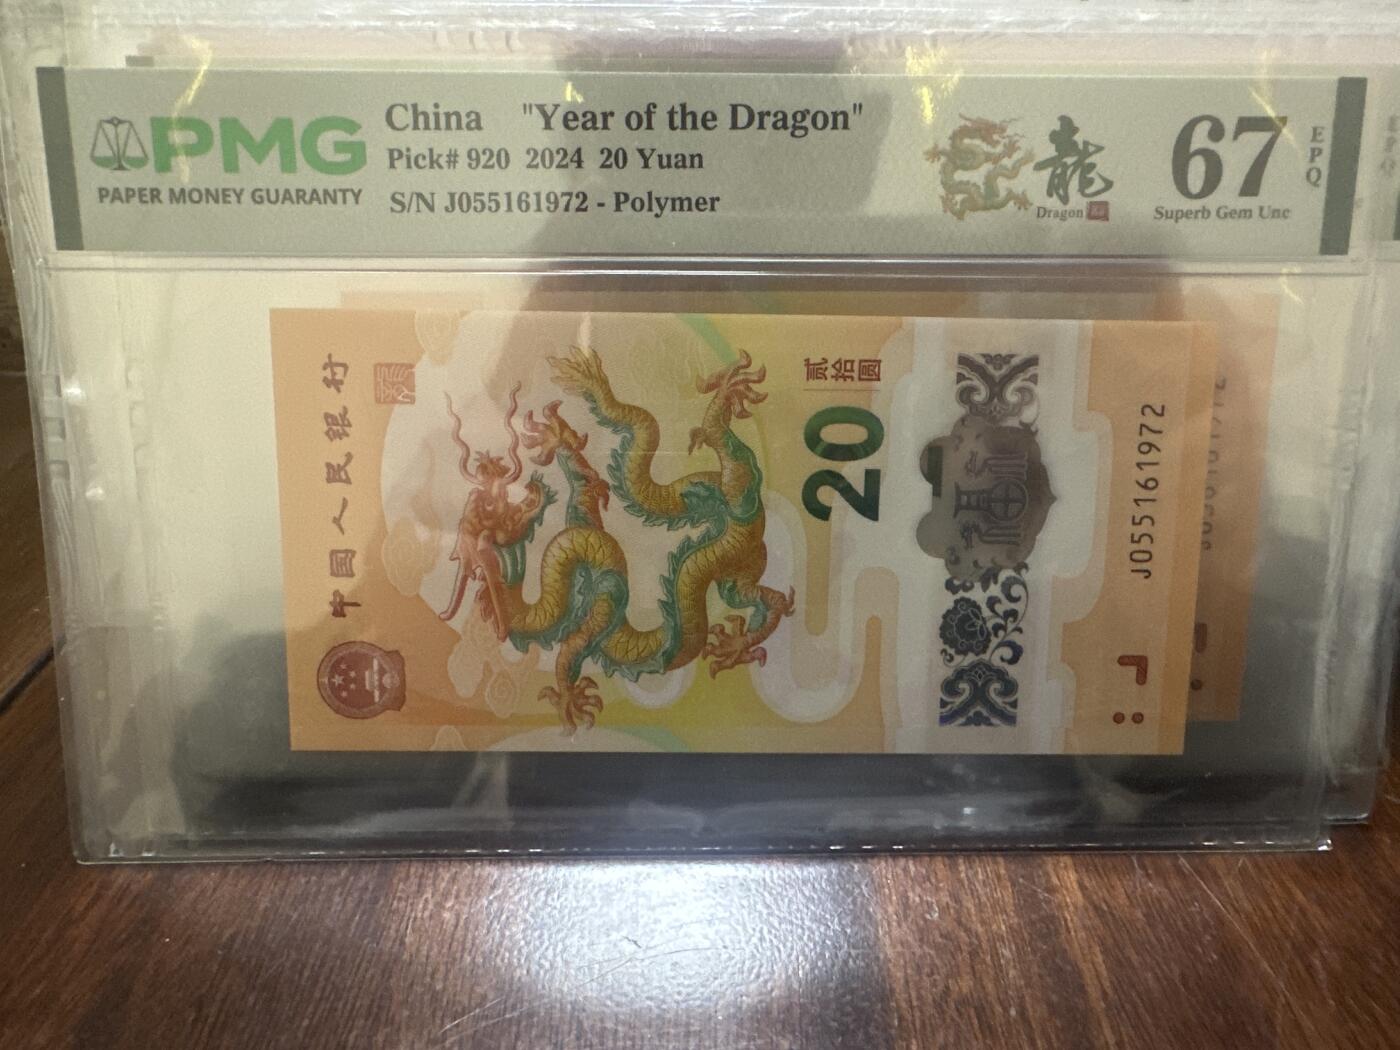 PMG
PAPER MONEY GUARANTY
China "Year of the Dragon"
Pick# 920 2024 20 Yuan
S/N J055161972 - Polymer
龍
Dragon
67
EPQ
Superb Gem Unc
中国人民银行
贰拾圆
20
福
J055161972